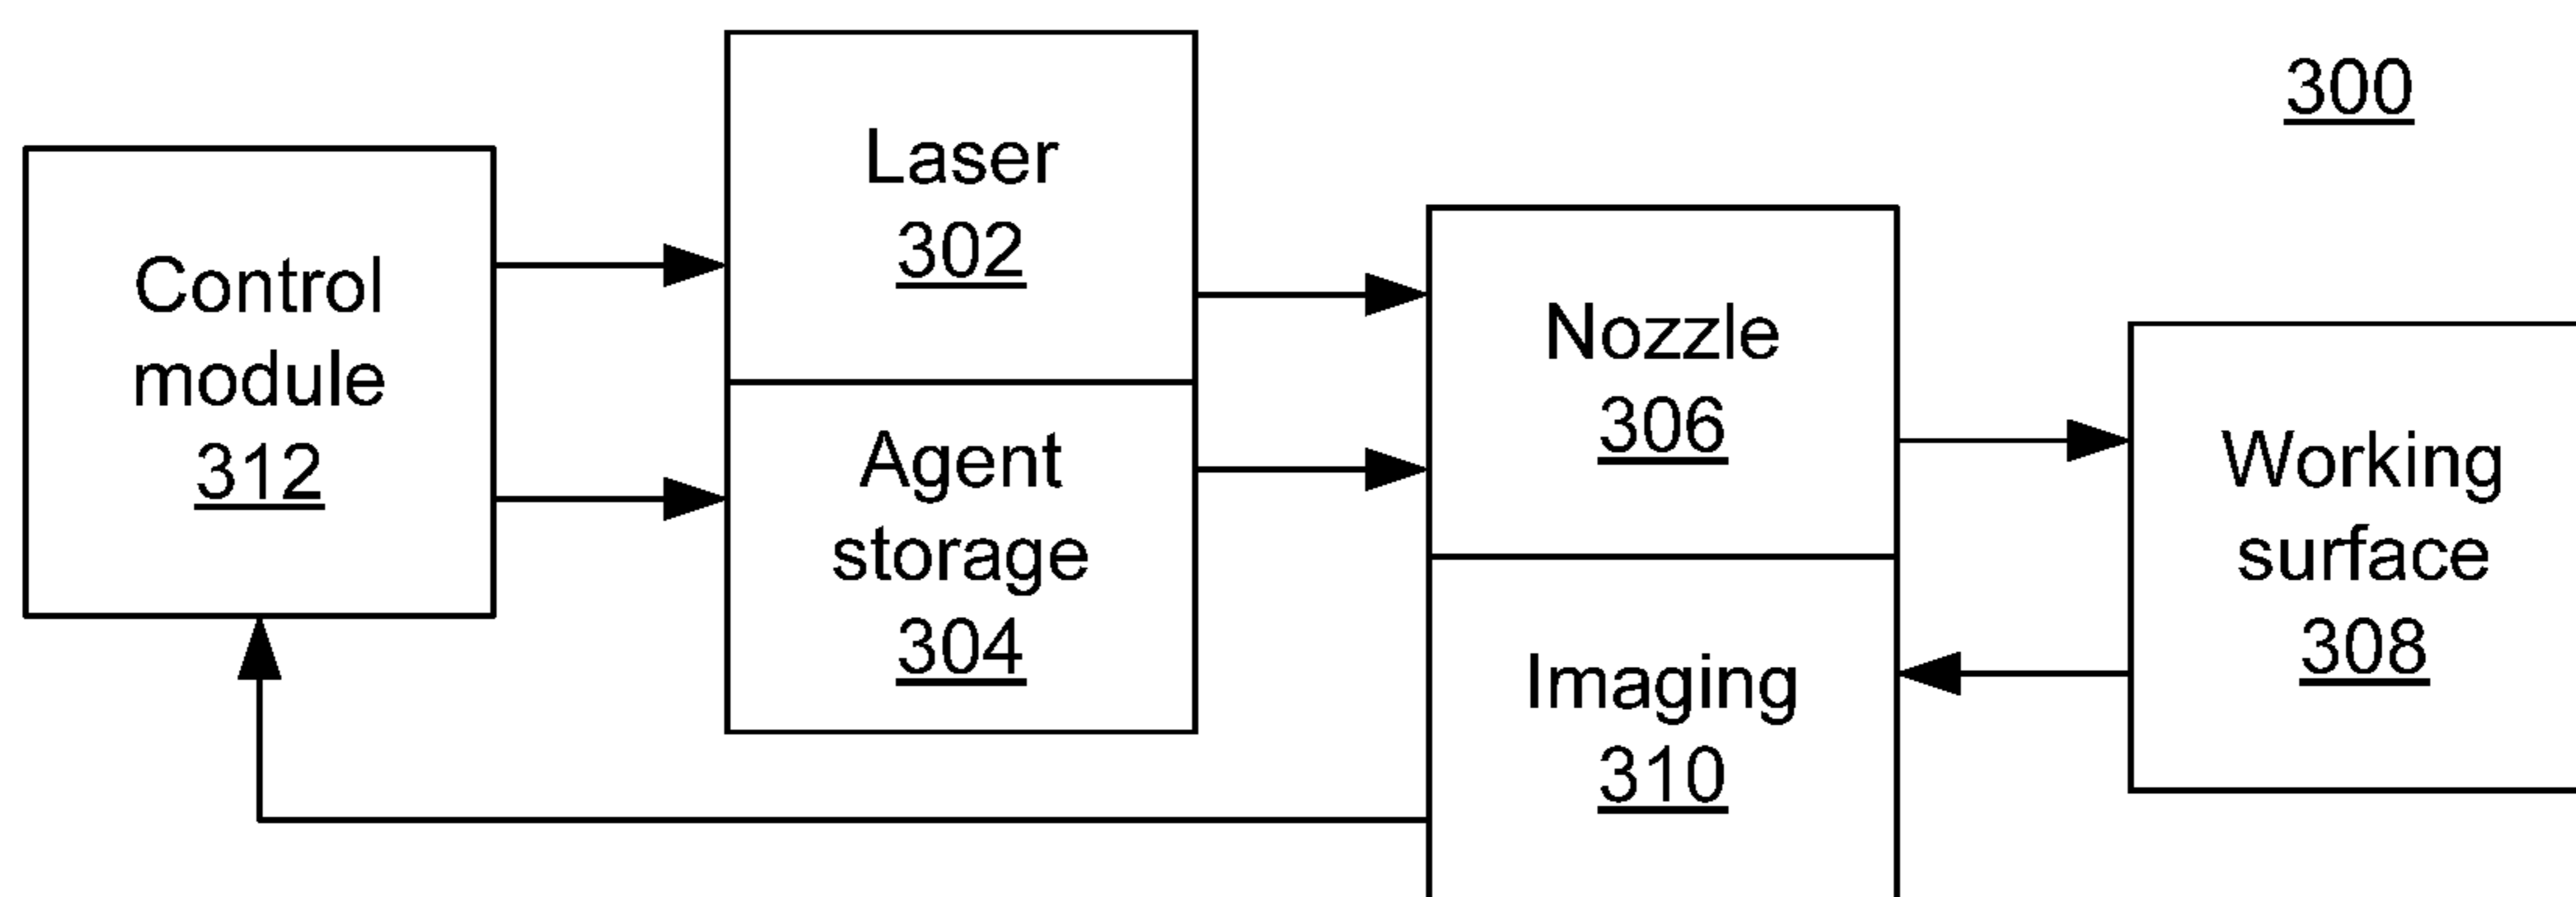 300
Laser
302
Control
module
312
Agent
storage
304
Nozzle
306
Imaging
310
Working
surface
308